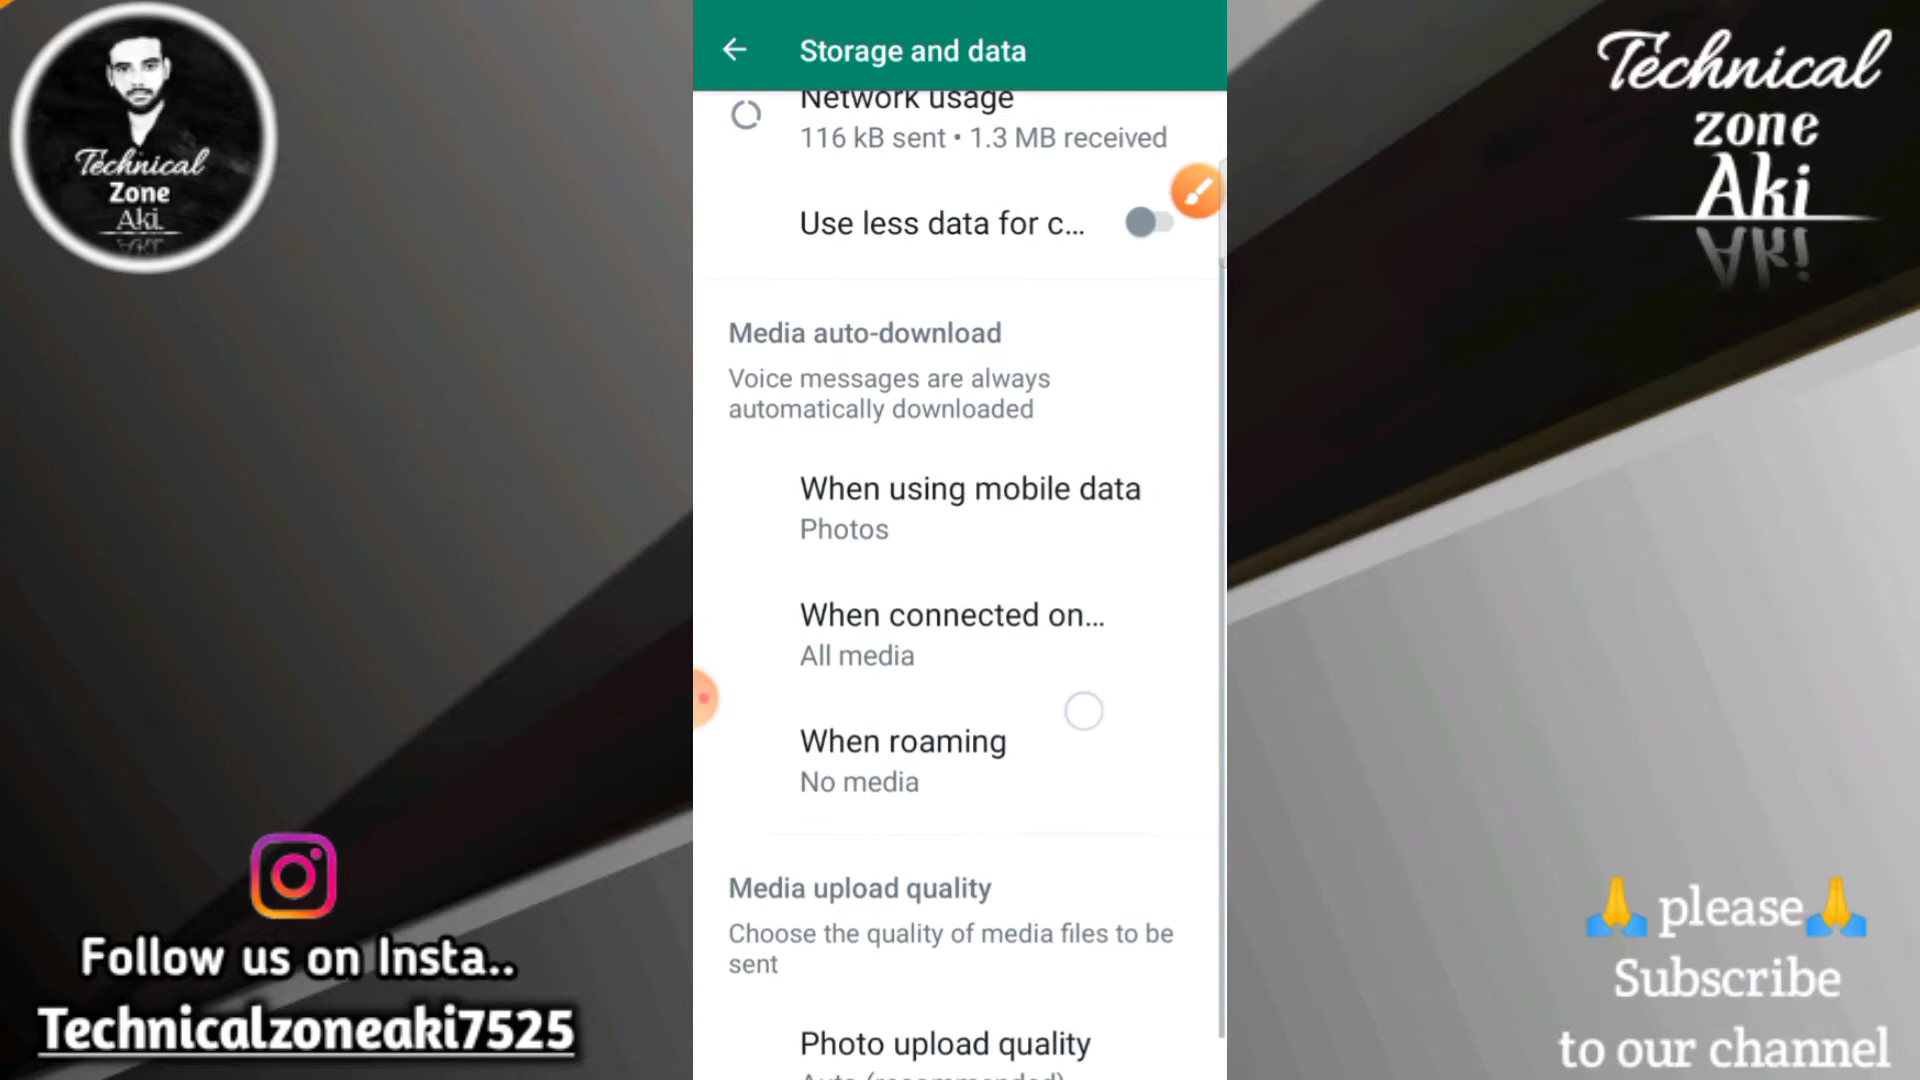 Technical
Zone
Aki
Storage and data
Network usage
116 kB sent • 1.3 MB received
Use less data for c...
Media auto-download
Voice messages are always
automatically downloaded
When using mobile data
Photos
When connected on...
All media
When roaming
No media
Media upload quality
Choose the quality of media files to be
sent
Photo upload quality
Auto (recommended)
Technical
zone
Aki
Follow us on Insta..
Technicalzoneaki7525
🙏 please🙏
Subscribe
to our channel